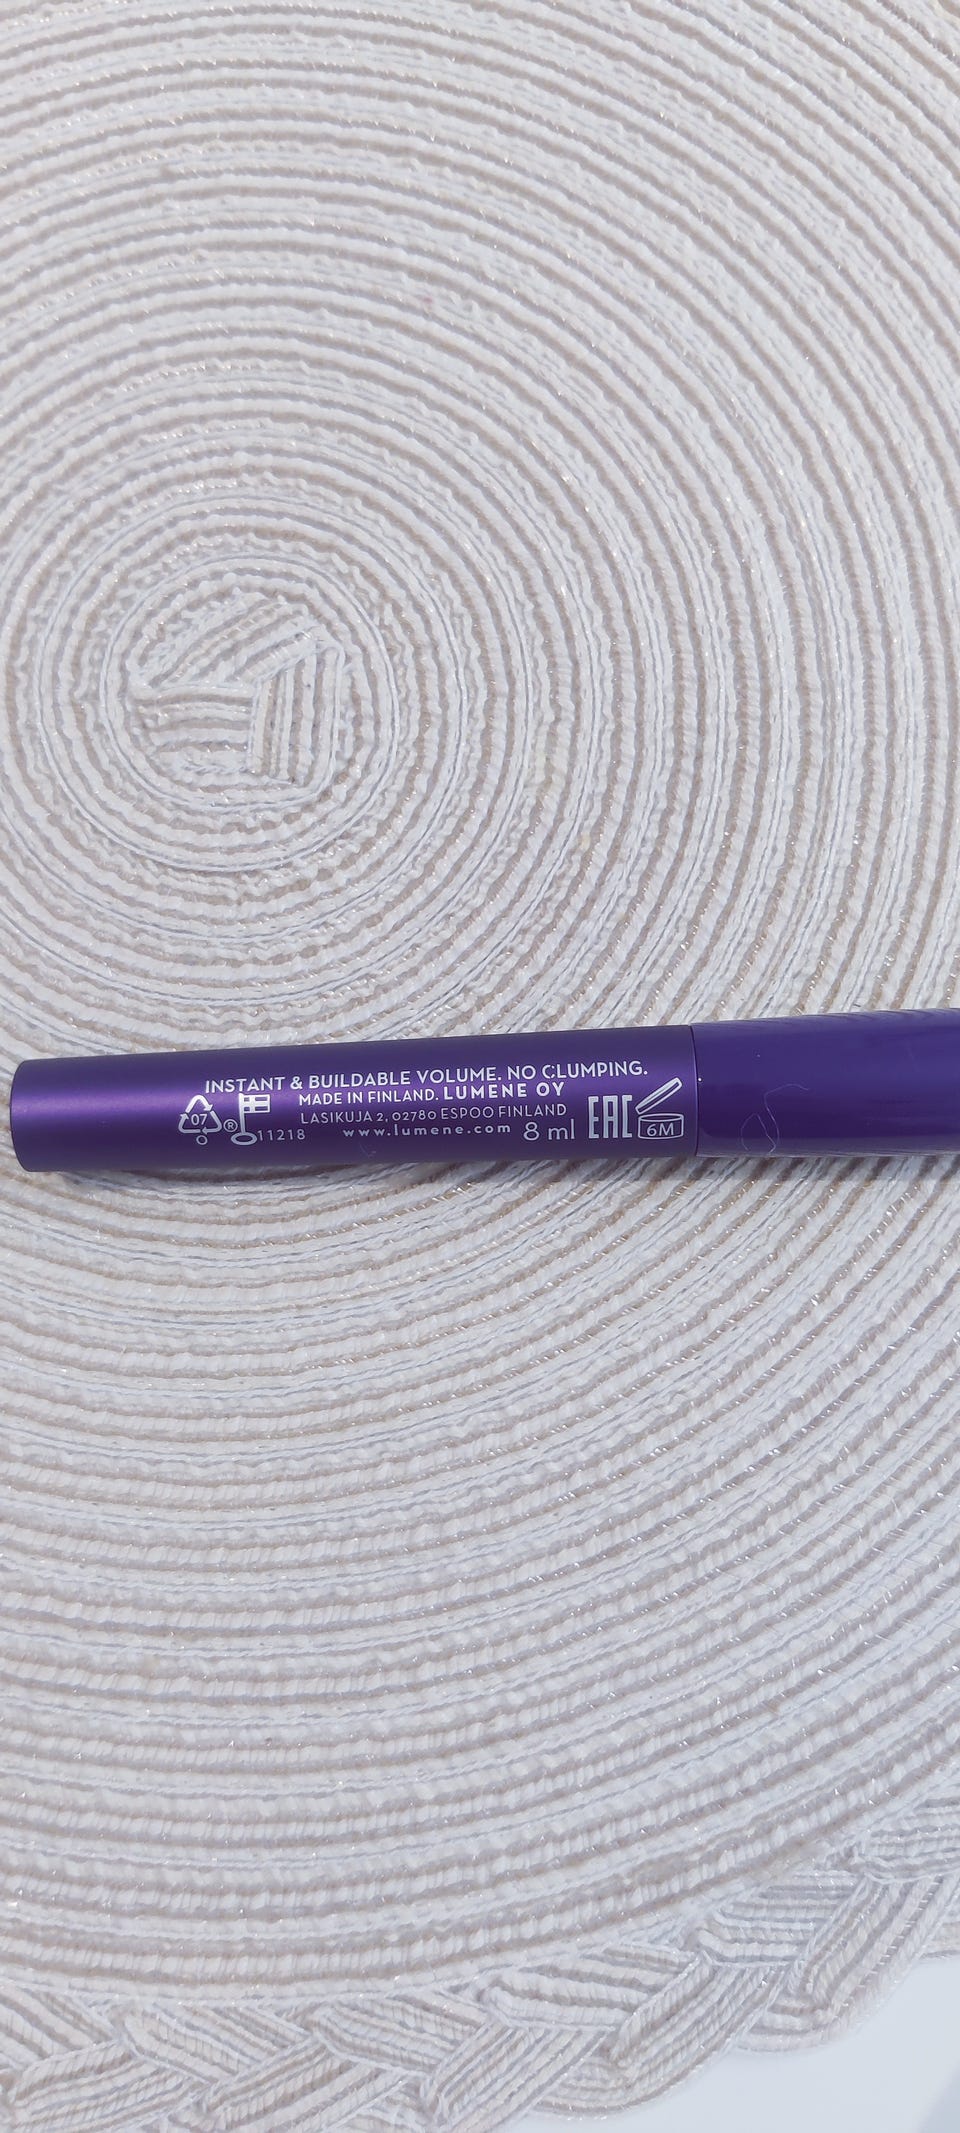 INSTANT & BUILDABLE VOLUME. NO CLUMPING.
MADE IN FINLAND. LUMENE OY
LASIKUJA 2, 02780 ESPOO FINLAND
www.lumene.com 8 ml
07
®
11218
EAC
6M